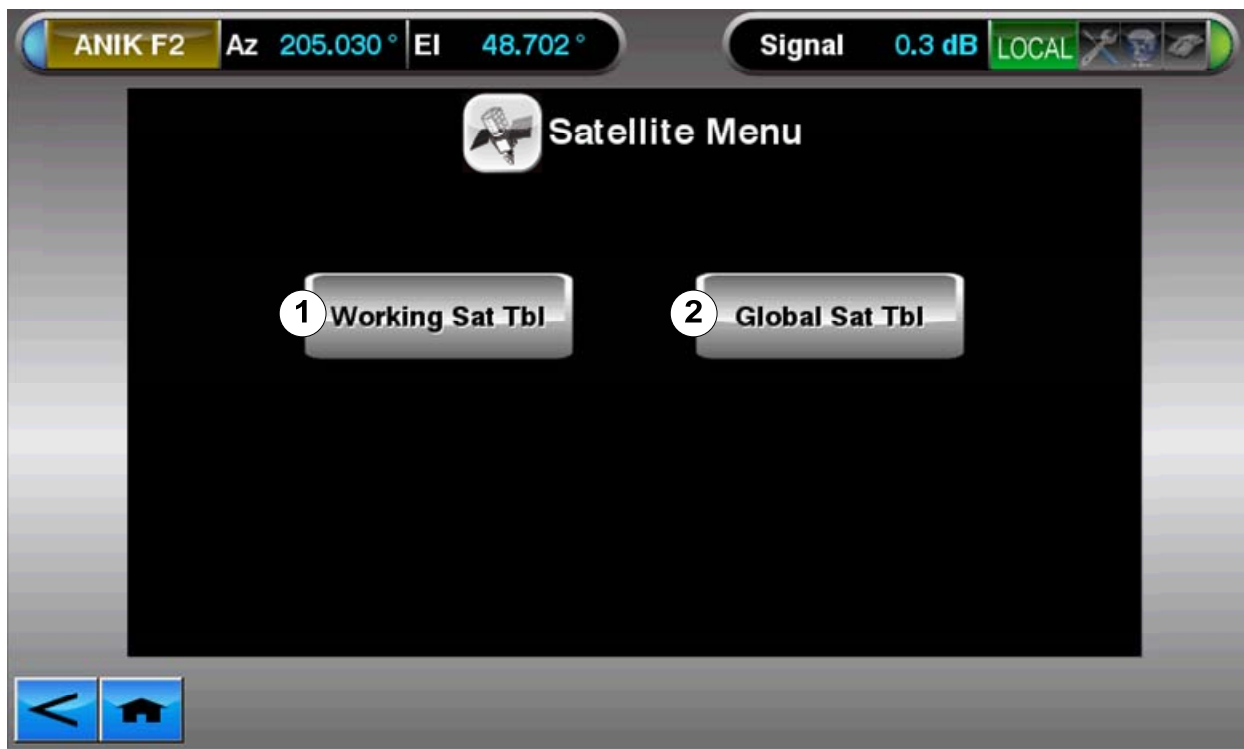 ANIK F2 Az 205.030° El 48.702° Signal 0.3 dB LOCAL
Satellite Menu
1 Working Sat Tbl 2 Global Sat Tbl
<